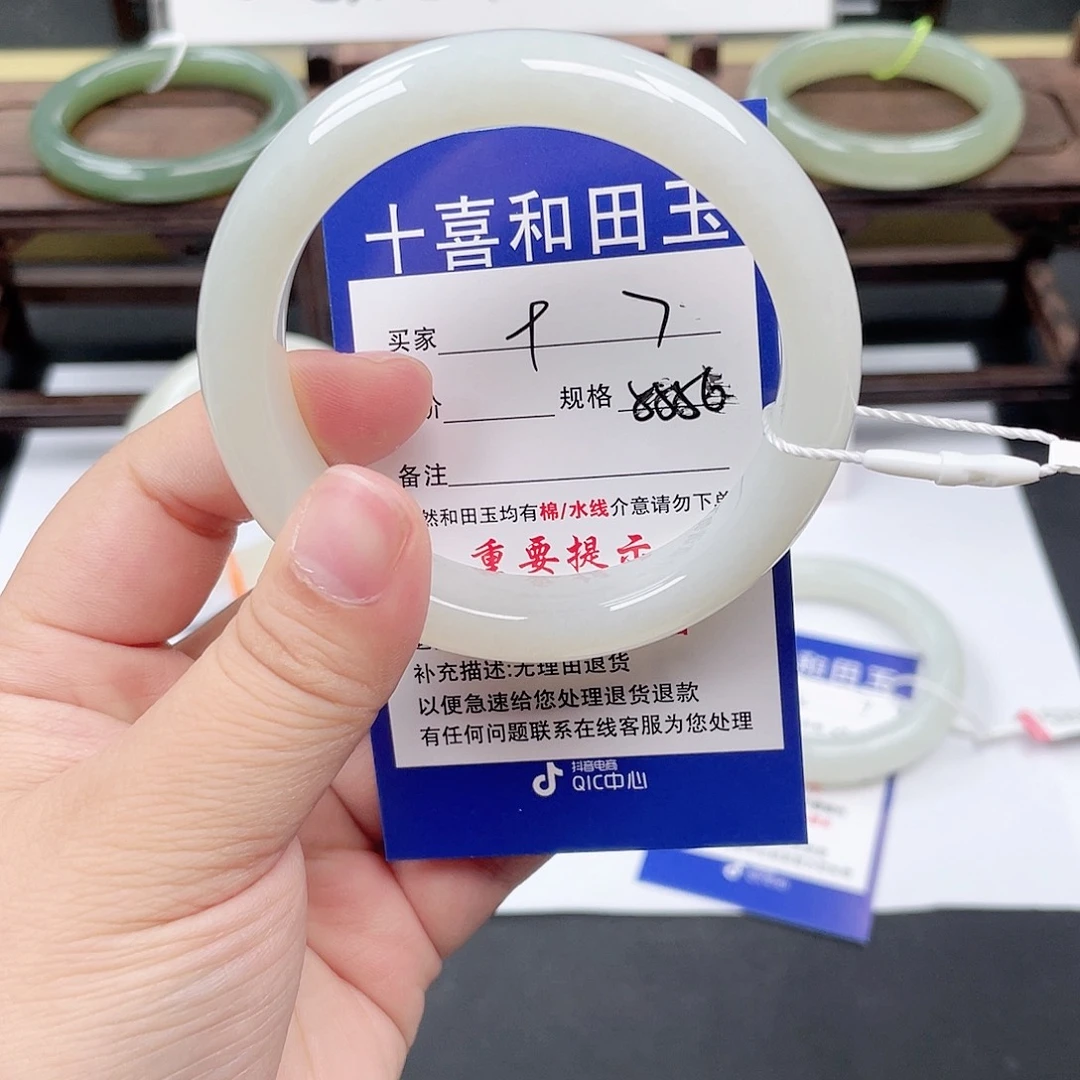 十喜和田玉
买家
价 规格
备注
然和田玉均有棉/水线介意请勿下单
重要提示
补充描述:无理由退货
以便急速给您处理退货退款
有任何问题联系在线客服为您处理
抖音电商
QIC中心
和田玉